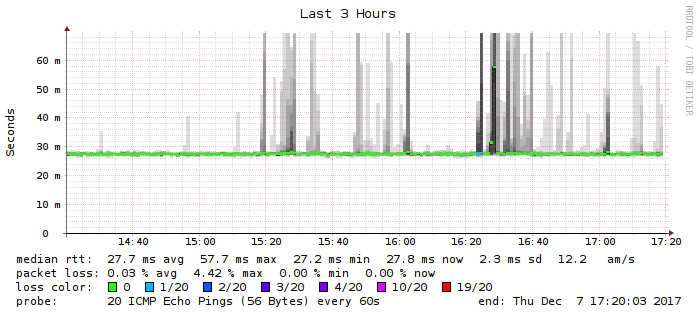 Last 3 Hours
RRDTOOL / TOBI OETIKER
Seconds
60 m
50 m
40 m
30 m
20 m
10 m
0
14:40 15:00 15:20 15:40 16:00 16:20 16:40 17:00 17:20
median rtt: 27.7 ms avg 57.7 ms max 27.2 ms min 27.8 ms now 2.3 ms sd 12.2 am/s
packet loss: 0.03 % avg 4.42 % max 0.00 % min 0.00 % now
loss color: 0 1/20 2/20 3/20 4/20 10/20 19/20
probe: 20 ICMP Echo Pings (56 Bytes) every 60s end: Thu Dec 7 17:20:03 2017